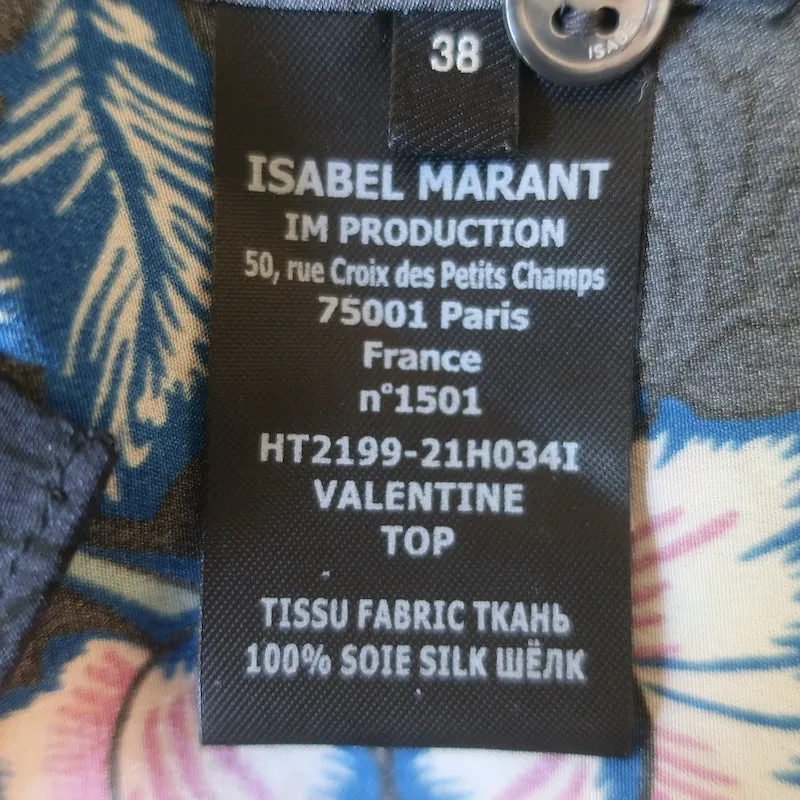 38
ISABE
ISABEL MARANT
IM PRODUCTION
50, rue Croix des Petits Champs
75001 Paris
France
n°1501
HT2199-21H034I
VALENTINE
TOP
TISSU FABRIC ТКАНЬ
100% SOIE SILK ШЁЛК